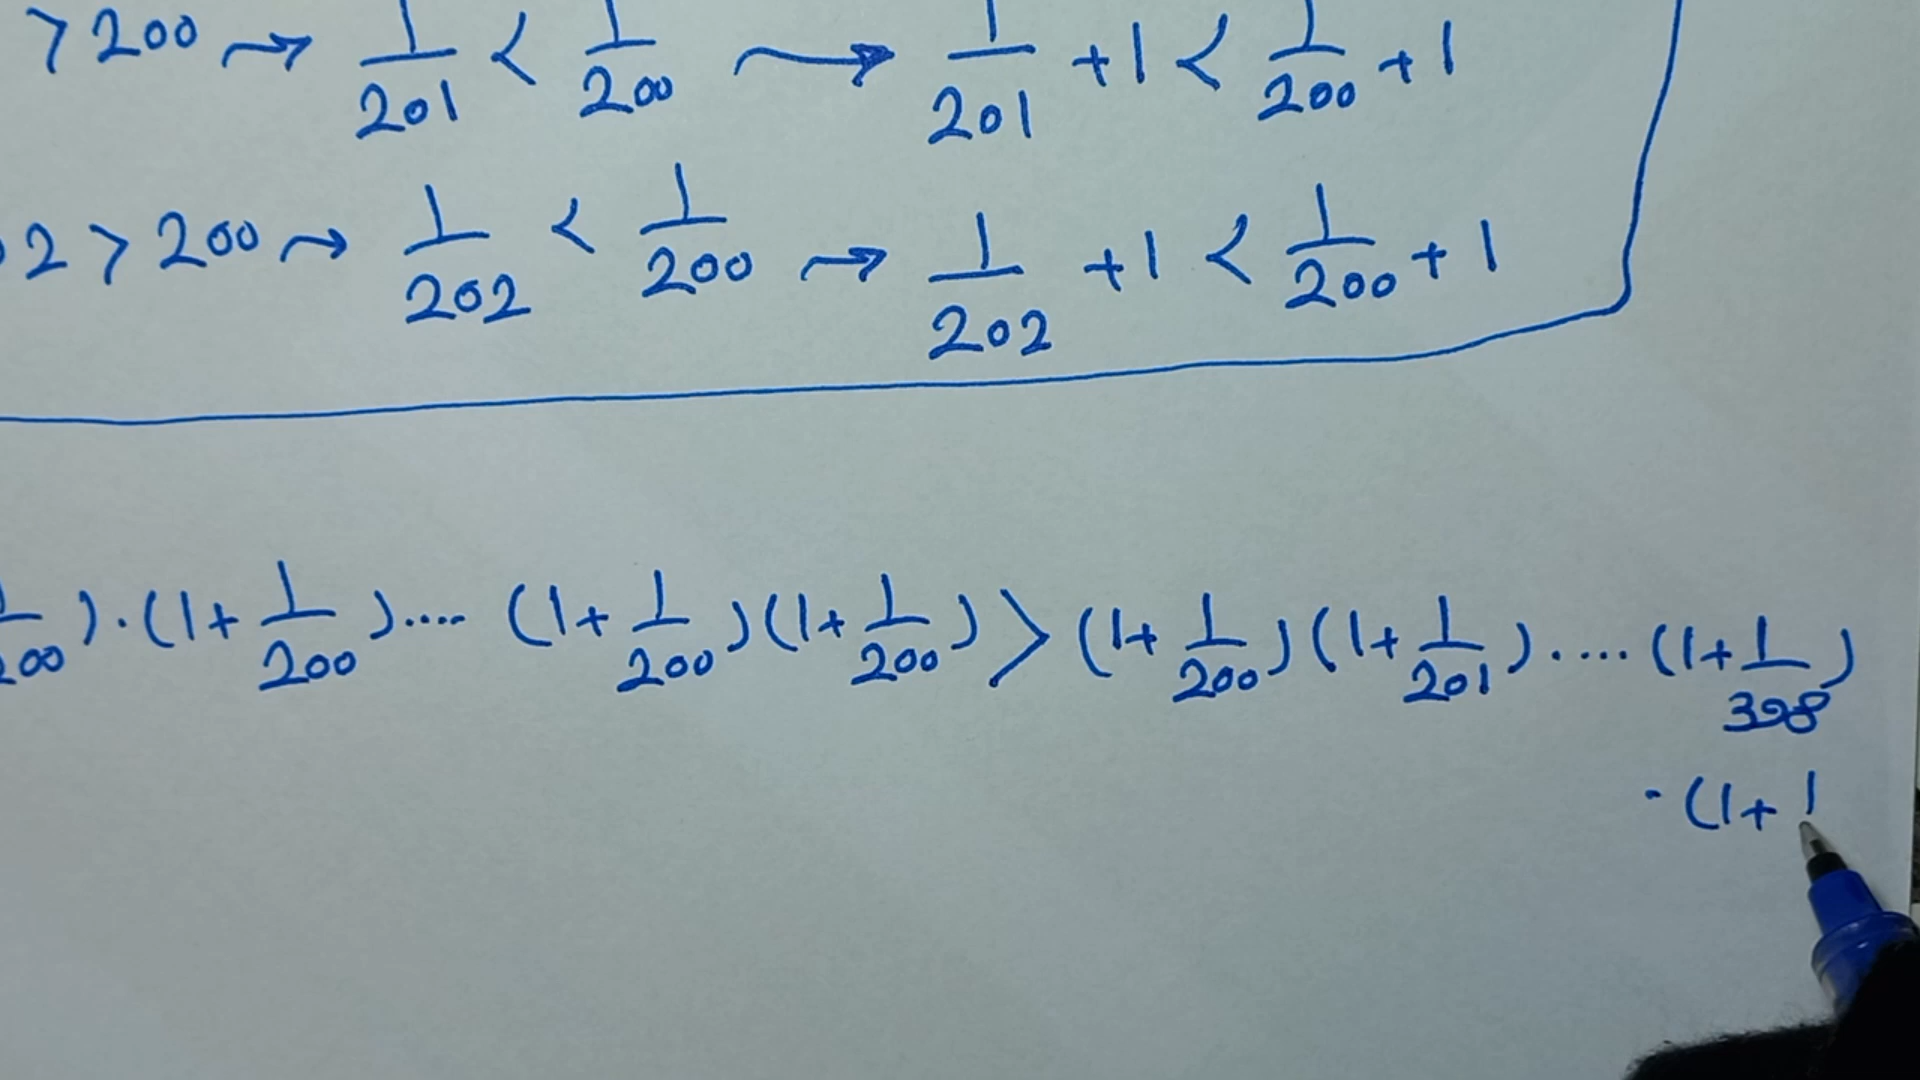 > 200 → 1/201 < 1/200 → 1/201 + 1 < 1/200 + 1
2 > 200 → 1/202 < 1/200 → 1/202 + 1 < 1/200 + 1
) · (1 + 1/200) .... (1 + 1/200)(1 + 1/200) > (1 + 1/200)(1 + 1/201) .... (1 + 1/398)
· (1 + 1